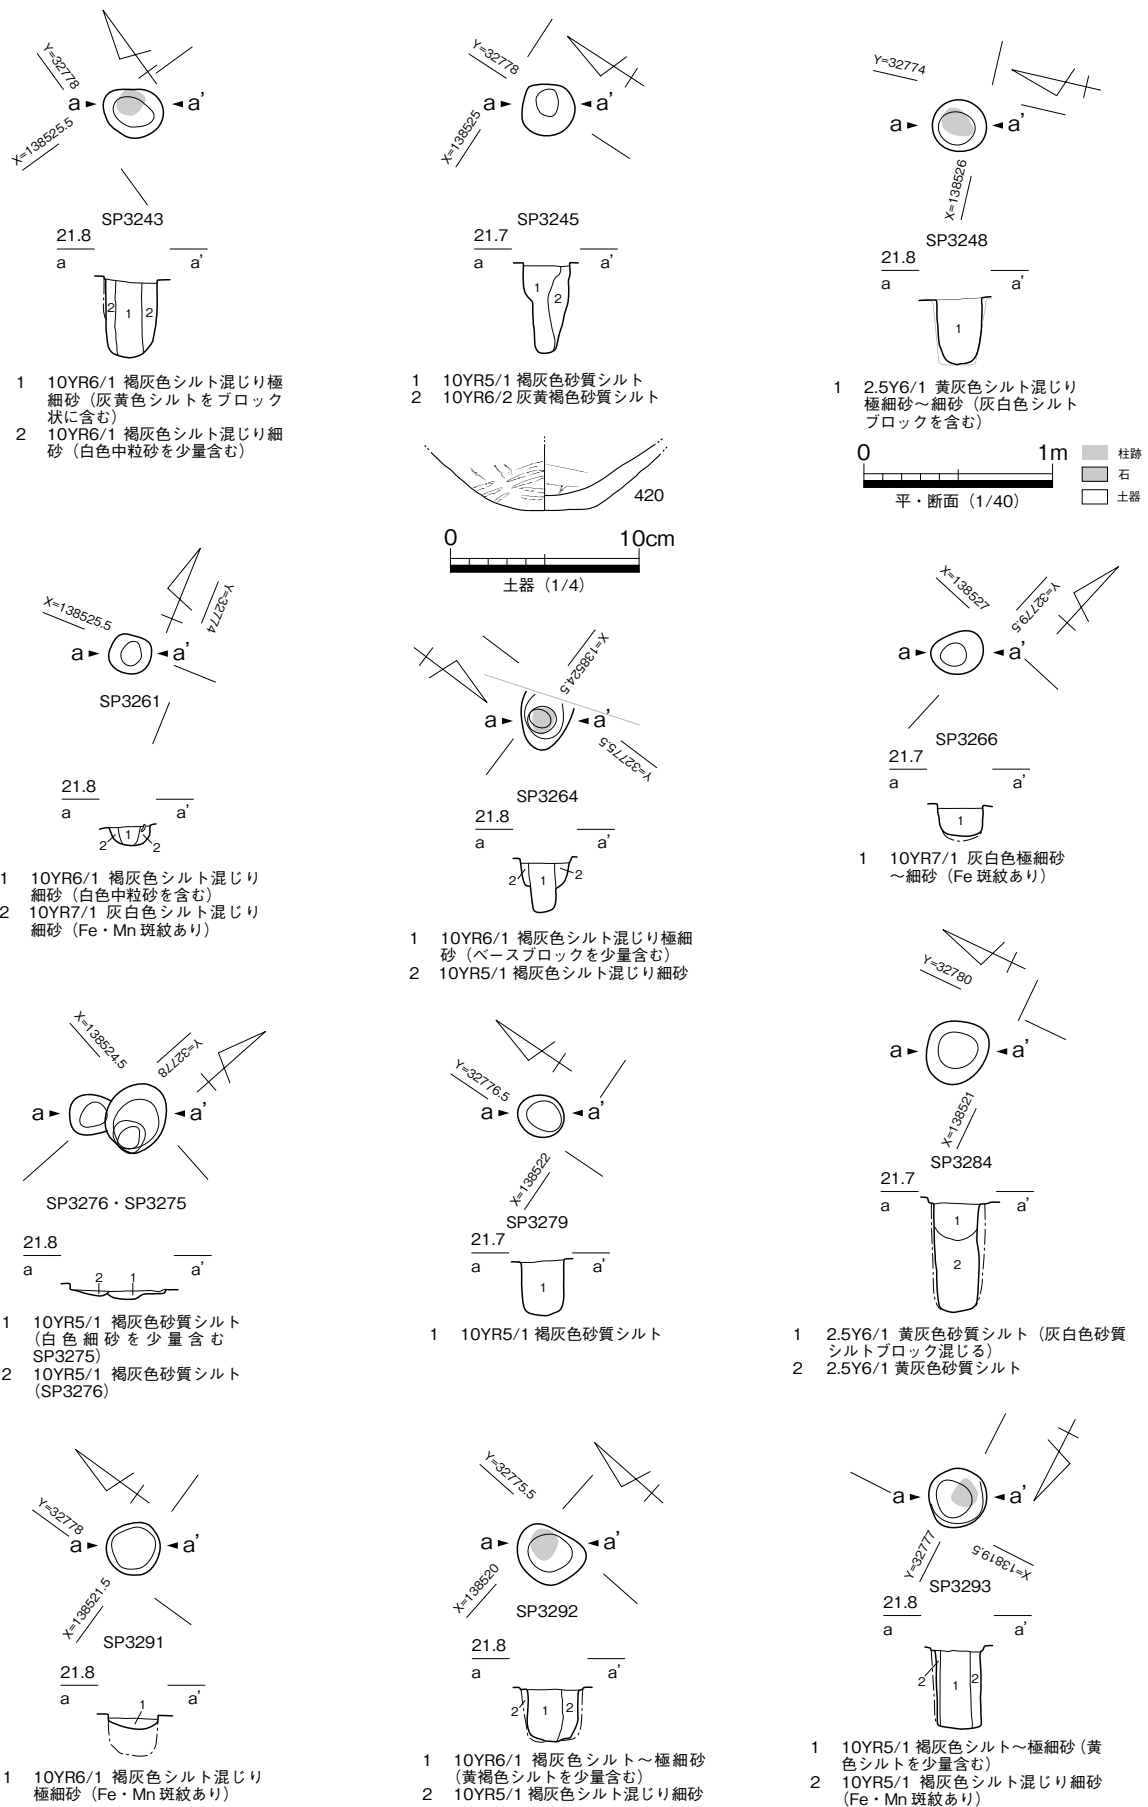 Y=32778
a
a'
X=138525.5
SP3243
21.8
a
a'
2
1
2
1 10YR6/1 褐灰色シルト混じり極
細砂（灰黄色シルトをブロック
状に含む）
2 10YR6/1 褐灰色シルト混じり細
砂（白色中粒砂を少量含む）
Y=32778
a
a'
X=138525
SP3245
21.7
a
a'
1
2
1 10YR5/1 褐灰色砂質シルト
2 10YR6/2 灰黄褐色砂質シルト
420
0
10cm
土器（1/4）
Y=32774
a
a'
X=138526
SP3248
21.8
a
a'
1
1 2.5Y6/1 黄灰色シルト混じり
極細砂～細砂（灰白色シルト
ブロックを含む）
0
1m
平・断面（1/40）
柱跡
石
土器
X=138525.5
Y=32774
a
a'
SP3261
21.8
a
a'
2
1
2
1 10YR6/1 褐灰色シルト混じり
細砂（白色中粒砂を含む）
2 10YR7/1 灰白色シルト混じり
細砂（Fe・Mn 斑紋あり）
X=138524.5
a
a'
Y=32775.5
SP3264
21.8
a
a'
2
1
2
1 10YR6/1 褐灰色シルト混じり極細
砂（ベースブロックを少量含む）
2 10YR5/1 褐灰色シルト混じり細砂
X=138527
Y=32779.5
a
a'
SP3266
21.7
a
a'
1
1 10YR7/1 灰白色極細砂
～細砂（Fe 斑紋あり）
X=138524.5
Y=32778
a
a'
SP3276・SP3275
21.8
a
a'
2
1
1 10YR5/1 褐灰色砂質シルト
（白色細砂を少量含む
SP3275）
2 10YR5/1 褐灰色砂質シルト
（SP3276）
Y=32776.5
a
a'
X=138522
SP3279
21.7
a
a'
1
1 10YR5/1 褐灰色砂質シルト
Y=32780
a
a'
X=138521
SP3284
21.7
a
a'
1
2
1 2.5Y6/1 黄灰色砂質シルト（灰白色砂質
シルトブロック混じる）
2 2.5Y6/1 黄灰色砂質シルト
Y=32778
a
a'
X=138521.5
SP3291
21.8
a
a'
1
1 10YR6/1 褐灰色シルト混じり
極細砂（Fe・Mn 斑紋あり）
Y=32775.5
a
a'
X=138520
SP3292
21.8
a
a'
2
1
2
1 10YR6/1 褐灰色シルト～極細砂
（黄褐色シルトを少量含む）
2 10YR5/1 褐灰色シルト混じり細砂
a
a'
Y=32777
X=13819.5
SP3293
21.8
a
a'
2
1
2
1 10YR5/1 褐灰色シルト～極細砂（黄
色シルトを少量含む）
2 10YR5/1 褐灰色シルト混じり細砂
（Fe・Mn 斑紋あり）